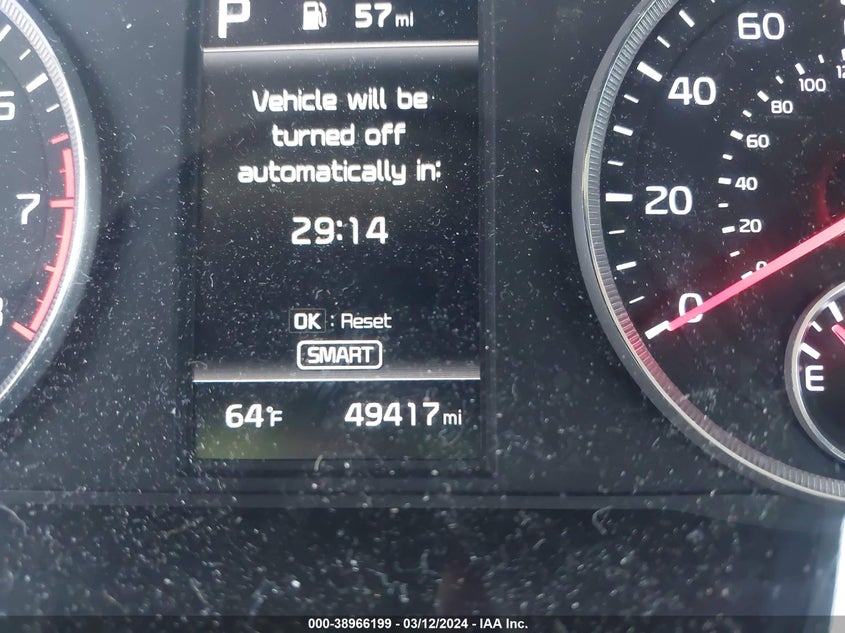 P 57mi
Vehicle will be
turned off
automatically in:
29:14
OK : Reset
SMART
64°F 49417mi
7
60
40
20
0
100
80
60
40
20
0
E
000-38966199 - 03/12/2024 - IAA Inc.